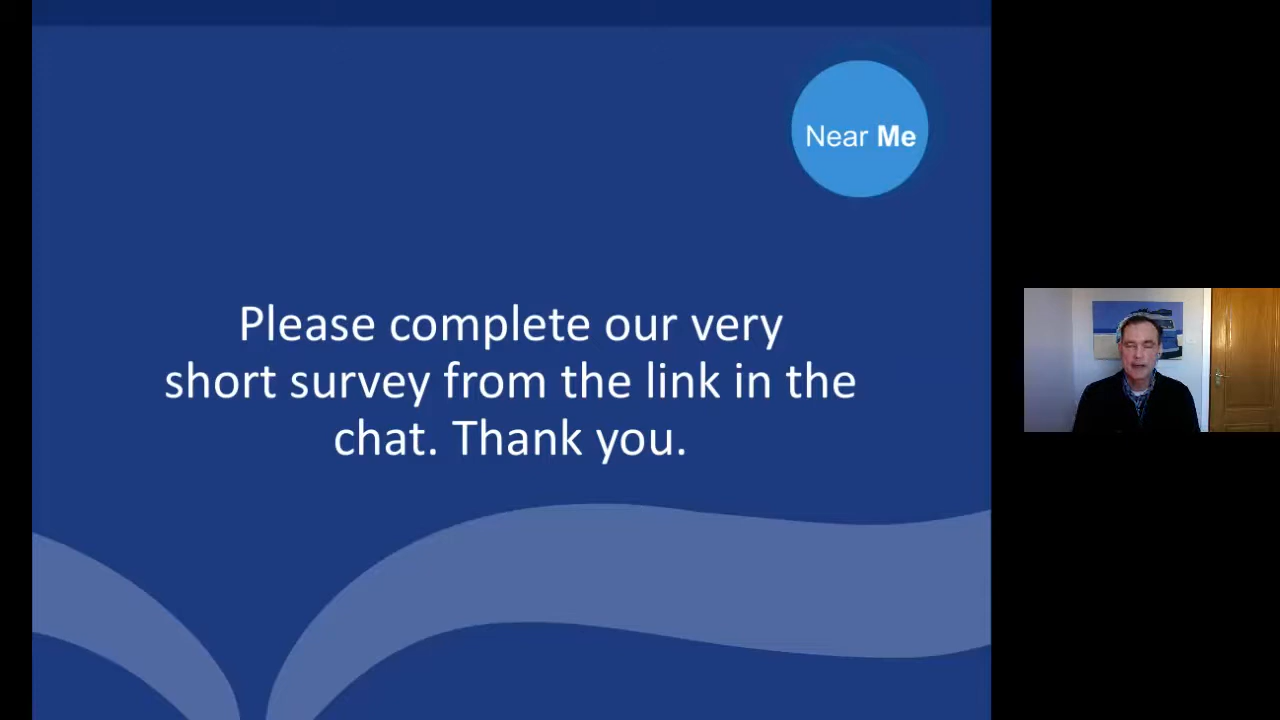 Near Me
Please complete our very
short survey from the link in the
chat. Thank you.